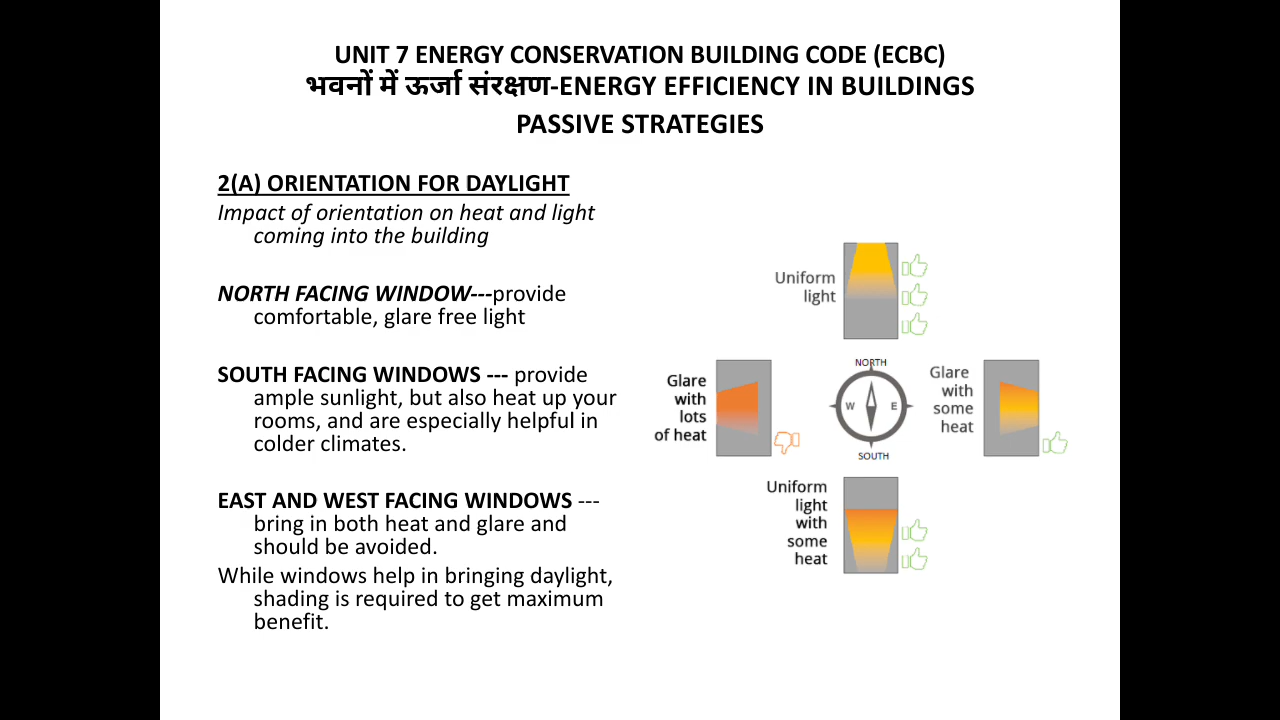 UNIT 7 ENERGY CONSERVATION BUILDING CODE (ECBC)
भवनों में ऊर्जा संरक्षण-ENERGY EFFICIENCY IN BUILDINGS
PASSIVE STRATEGIES
2(A) ORIENTATION FOR DAYLIGHT
Impact of orientation on heat and light
coming into the building
NORTH FACING WINDOW---provide
comfortable, glare free light
SOUTH FACING WINDOWS --- provide
ample sunlight, but also heat up your
rooms, and are especially helpful in
colder climates.
EAST AND WEST FACING WINDOWS ---
bring in both heat and glare and
should be avoided.
While windows help in bringing daylight,
shading is required to get maximum
benefit.
Uniform
light
Glare
with
lots
of heat
NORTH
W E
SOUTH
Glare
with
some
heat
Uniform
light
with
some
heat